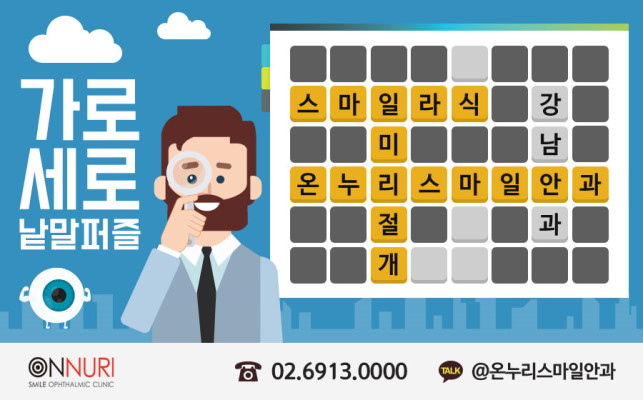 가로
세로
낱말퍼즐
스마일라식 강
미 남
온누리스마일안과
절 과
개
ONNURI
SMILE OPHTHALMIC CLINIC
02.6913.0000
TALK @온누리스마일안과